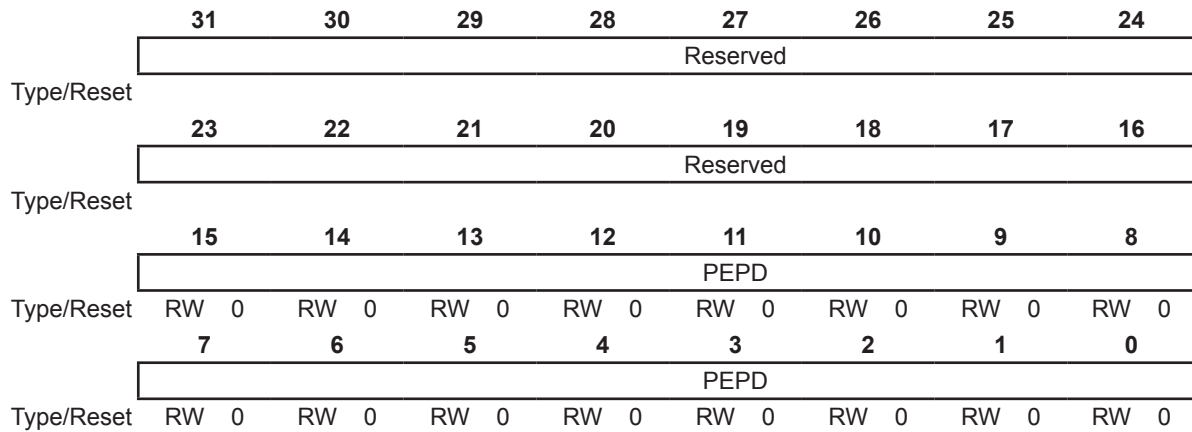 31 30 29 28 27 26 25 24
Reserved
Type/Reset
23 22 21 20 19 18 17 16
Reserved
Type/Reset
15 14 13 12 11 10 9 8
PEPD
Type/Reset RW 0 RW 0 RW 0 RW 0 RW 0 RW 0 RW 0 RW 0
7 6 5 4 3 2 1 0
PEPD
Type/Reset RW 0 RW 0 RW 0 RW 0 RW 0 RW 0 RW 0 RW 0